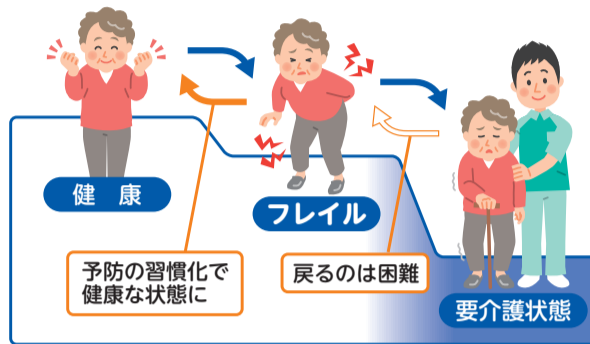 健康
フレイル
予防の習慣化で
健康な状態に
戻るのは困難
要介護状態